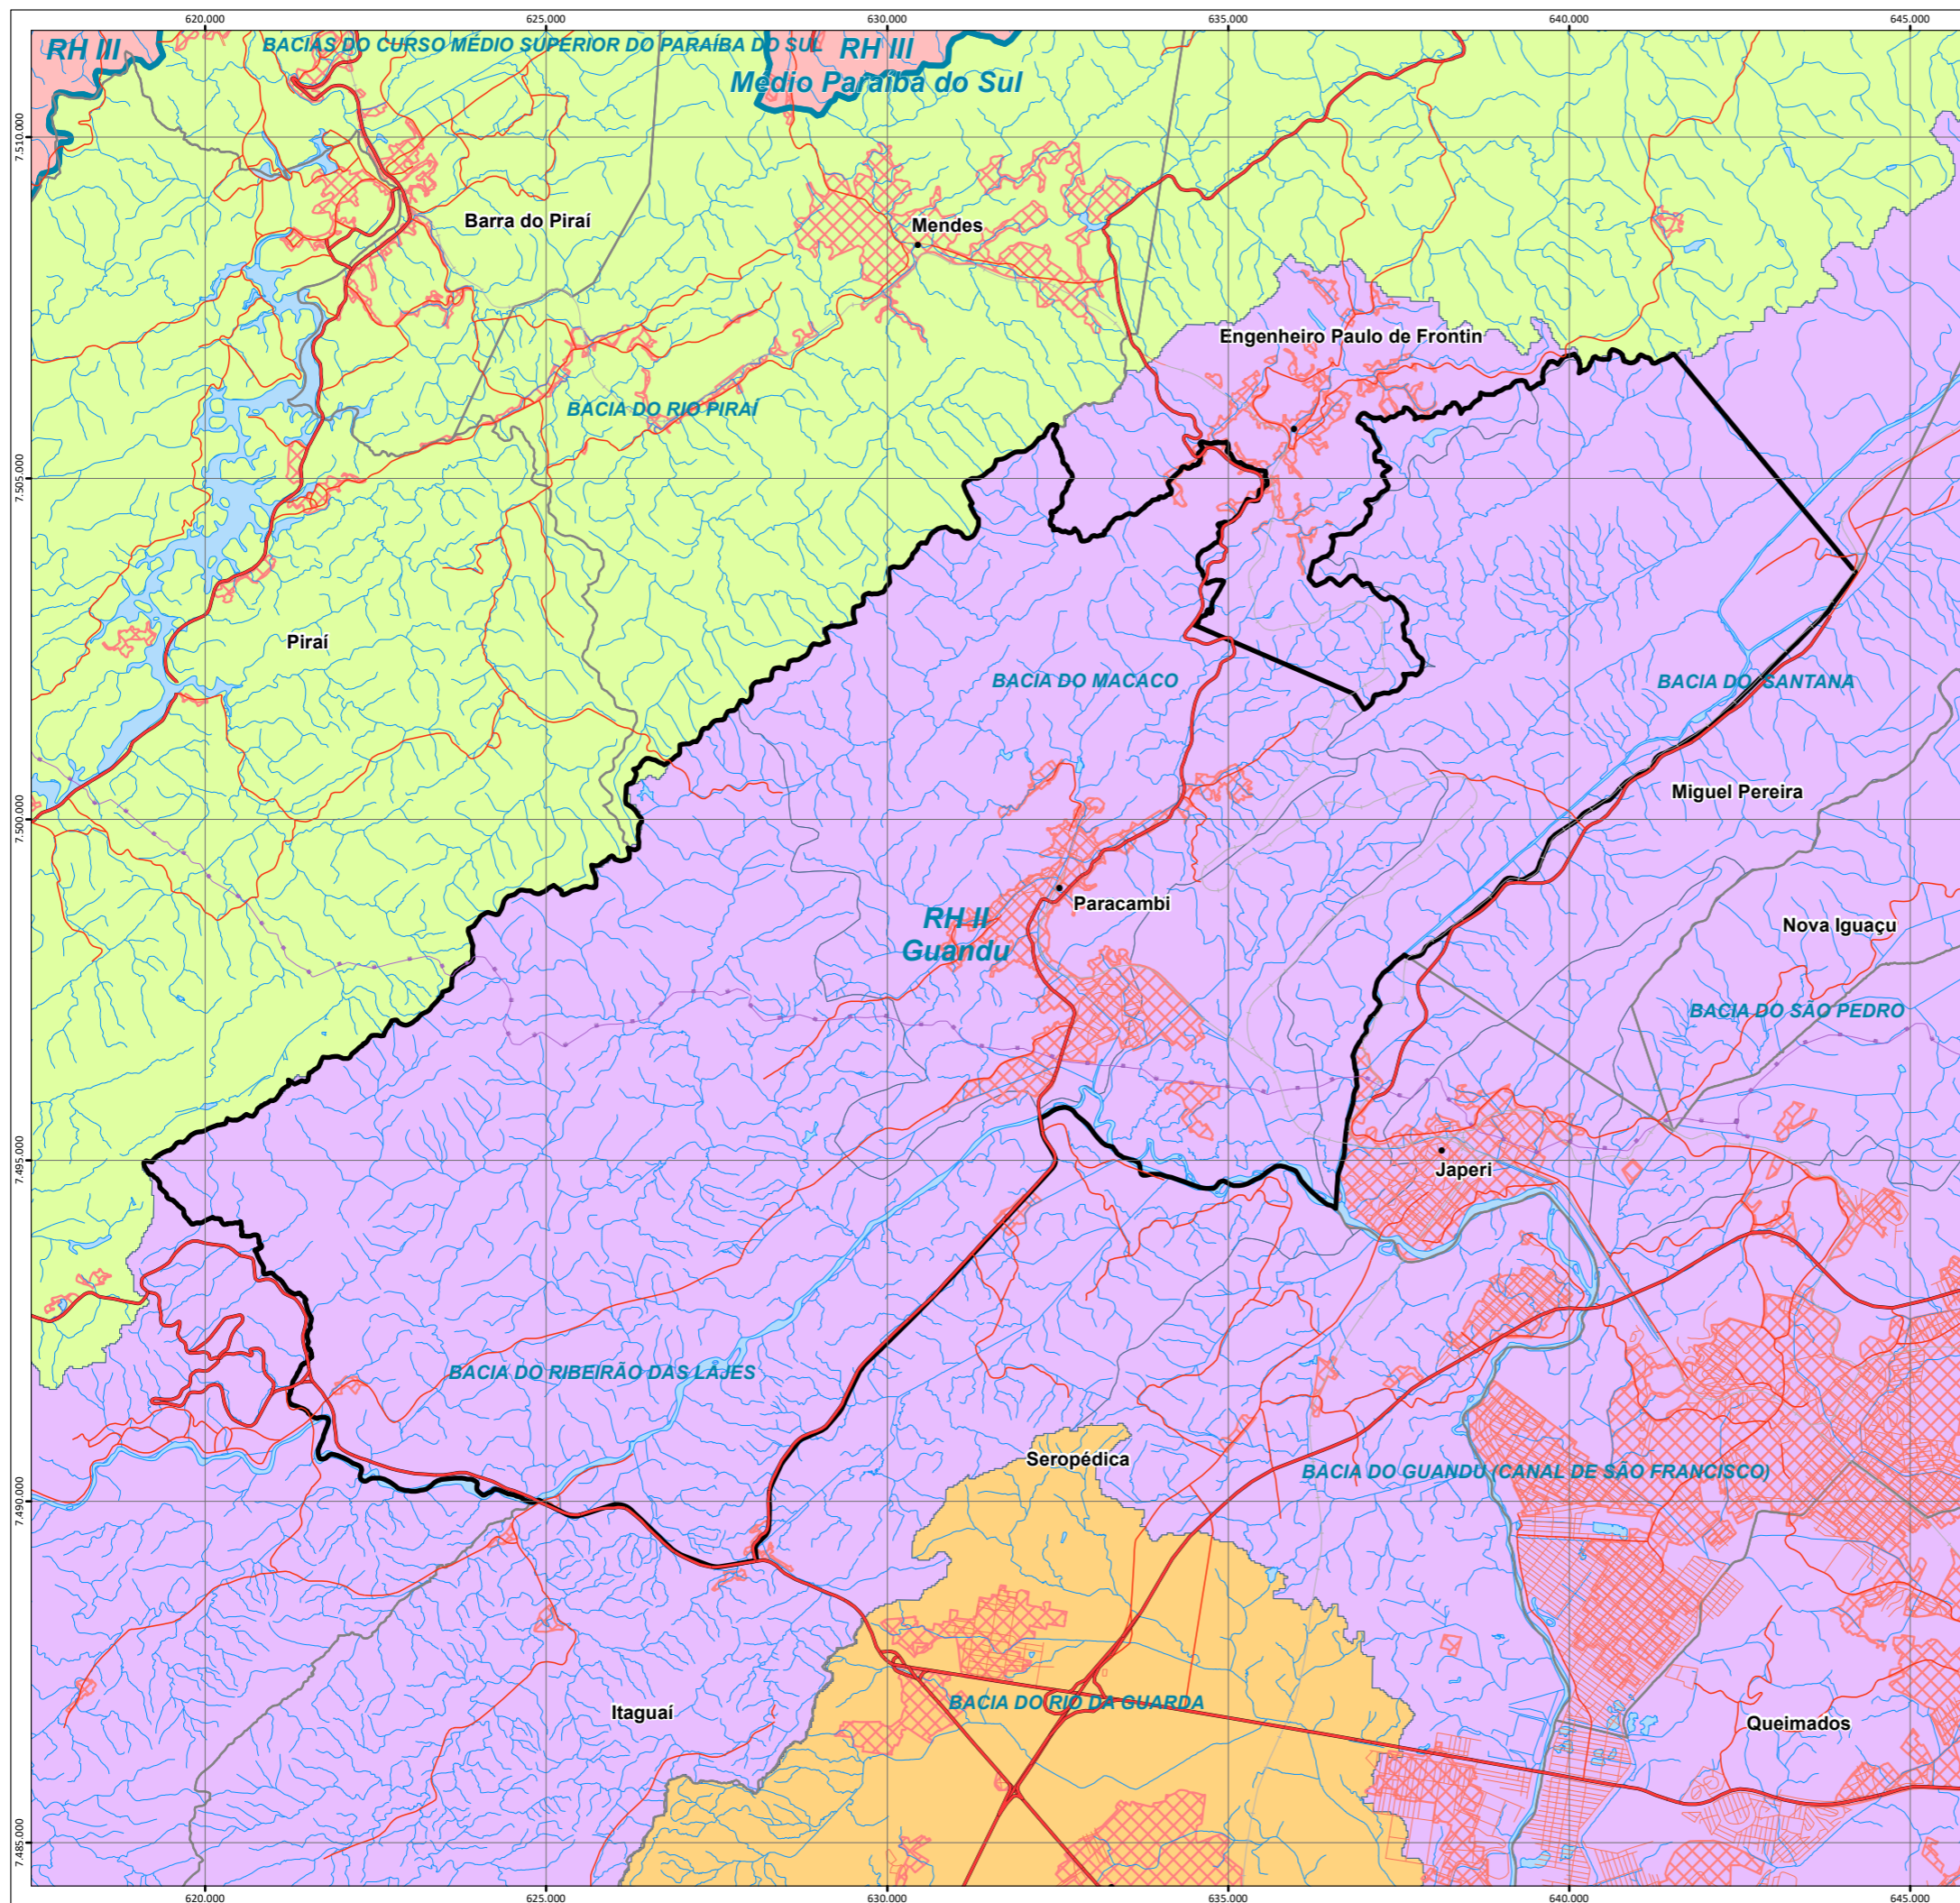 620.000 625.000 630.000 635.000 640.000 645.000
RH III
BACIAS DO CURSO MÉDIO SUPERIOR DO PARAÍBA DO SUL
RH III
Médio Paraíba do Sul
7.510.000
Barra do Piraí
Mendes
Engenheiro Paulo de Frontin
BACIA DO RIO PIRAÍ
7.505.000
Piraí
BACIA DO MACACO
BACIA DO SANTANA
Miguel Pereira
7.500.000
Paracambi
RH II
Guandu
Nova Iguaçu
BACIA DO SÃO PEDRO
7.495.000
Japeri
BACIA DO RIBEIRÃO DAS LAJES
Seropédica
BACIA DO GUANDU (CANAL DE SÃO FRANCISCO)
7.490.000
BACIA DO RIO DA GUARDA
Itaguaí
Queimados
7.485.000
620.000 625.000 630.000 635.000 640.000 645.000